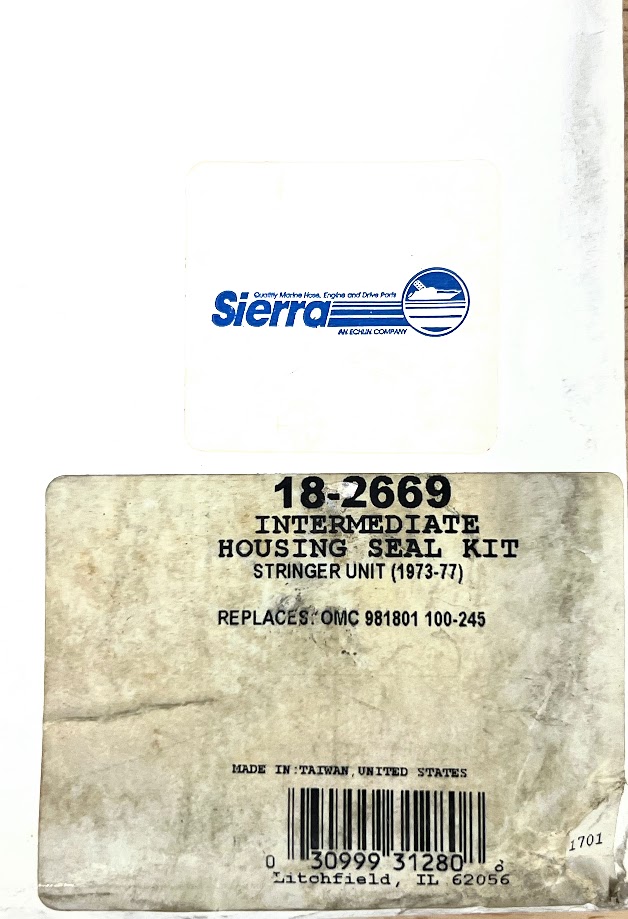 Quality Marine Hose, Engine and Drive Parts
Sierra
AN ECHLIN COMPANY
18-2669
INTERMEDIATE
HOUSING SEAL KIT
STRINGER UNIT (1973-77)
REPLACES: OMC 981801 100-245
MADE IN:TAIWAN,UNITED STATES
0 30999 31280 8
Litchfield, IL 62056
1701